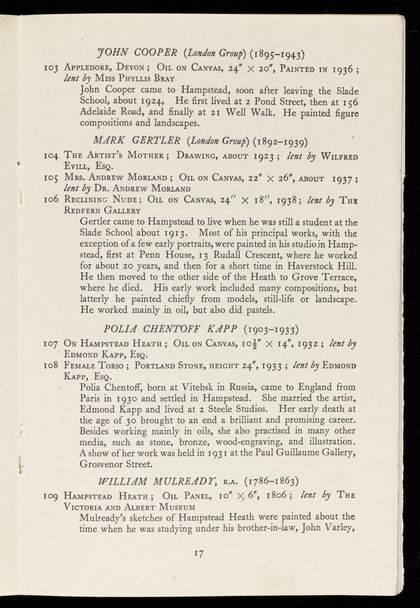 JOHN COOPER (London Group) (1895–1943)
103 Appledore, Devon ; Oil on Canvas, 24″ × 20″, Painted in 1936 ;
lent by Miss Phyllis Bray
John Cooper came to Hampstead, soon after leaving the Slade
School, about 1924, He first lived at 2 Pond Street, then at 156
Adelaide Road, and finally at 21 Well Walk. He painted figure
compositions and landscapes.
MARK GERTLER (London Group) (1892–1939)
104 The Artist's Mother ; Drawing, about 1923 ; lent by Wilfred
Evill, Esq.
105 Mrs. Andrew Morland ; Oil on Canvas, 22″ × 26″, about 1937 ;
lent by Dr. Andrew Morland
106 Reclining Nude ; Oil on Canvas, 24″ × 18″, 1938 ; lent by The
Redfern Gallery
Gertler came to Hampstead to live when he was still a student at the
Slade School about 1913. Most of his principal works, with the
exception of a few early portraits, were painted in his studio in Hamp-
stead, first at Penn House, 13 Rudall Crescent, where he worked
for about 20 years, and then for a short time in Haverstock Hill.
He then moved to the other side of the Heath to Grove Terrace,
where he died. His early work included many compositions, but
latterly he painted chiefly from models, still-life or landscape.
He worked mainly in oil, but also did pastels.
POLIA CHENTOFF KAPP (1903–1933)
107 On Hampstead Heath ; Oil on Canvas, 10½″ × 14″, 1932 ; lent by
Edmond Kapp, Esq.
108 Female Torso ; Portland Stone, height 24″, 1933 ; lent by Edmond
Kapp, Esq.
Polia Chentoff, born at Vitebsk in Russia, came to England from
Paris in 1930 and settled in Hampstead. She married the artist,
Edmond Kapp and lived at 2 Steele Studios. Her early death at
the age of 30 brought to an end a brilliant and promising career.
Besides working mainly in oils, she also practised in many other
media, such as stone, bronze, wood-engraving, and illustration.
A show of her work was held in 1931 at the Paul Guillaume Gallery,
Grosvenor Street.
WILLIAM MULREADY, R.A. (1786–1863)
109 Hampstead Heath ; Oil Panel, 10″ × 6″, 1806 ; lent by The
Victoria and Albert Museum
Mulready's sketches of Hampstead Heath were painted about the
time when he was studying under his brother-in-law, John Varley,
17